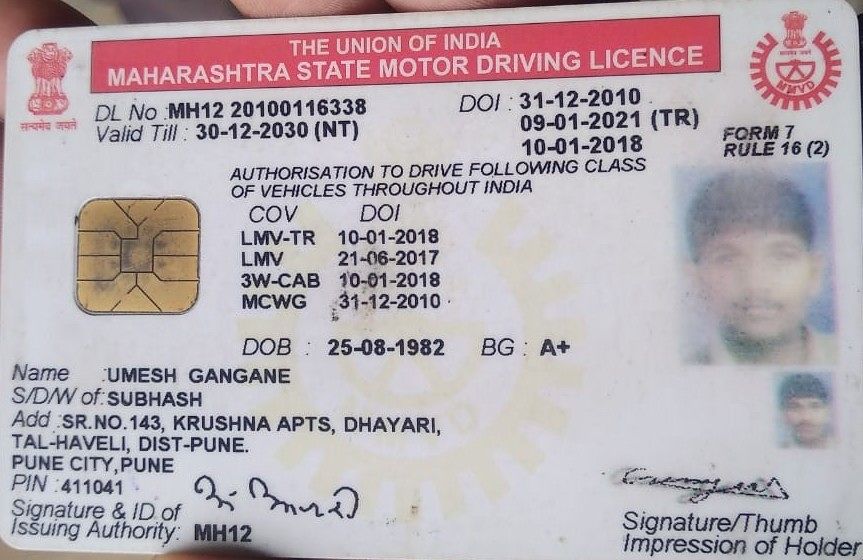 THE UNION OF INDIA
MAHARASHTRA STATE MOTOR DRIVING LICENCE
सत्यमेव जयते
MMVD
DL No : MH12 20100116338 DOI : 31-12-2010
Valid Till : 30-12-2030 (NT) 09-01-2021 (TR)
10-01-2018
FORM 7
RULE 16 (2)
AUTHORISATION TO DRIVE FOLLOWING CLASS
OF VEHICLES THROUGHOUT INDIA
COV DOI
LMV-TR 10-01-2018
LMV 21-06-2017
3W-CAB 10-01-2018
MCWG 31-12-2010
DOB : 25-08-1982 BG : A+
Name : UMESH GANGANE
S/D/W of : SUBHASH
Add : SR.NO.143, KRUSHNA APTS, DHAYARI,
TAL-HAVELI, DIST-PUNE.
PUNE CITY,PUNE
PIN : 411041
Signature & ID of
Issuing Authority: MH12
Signature/Thumb
Impression of Holder